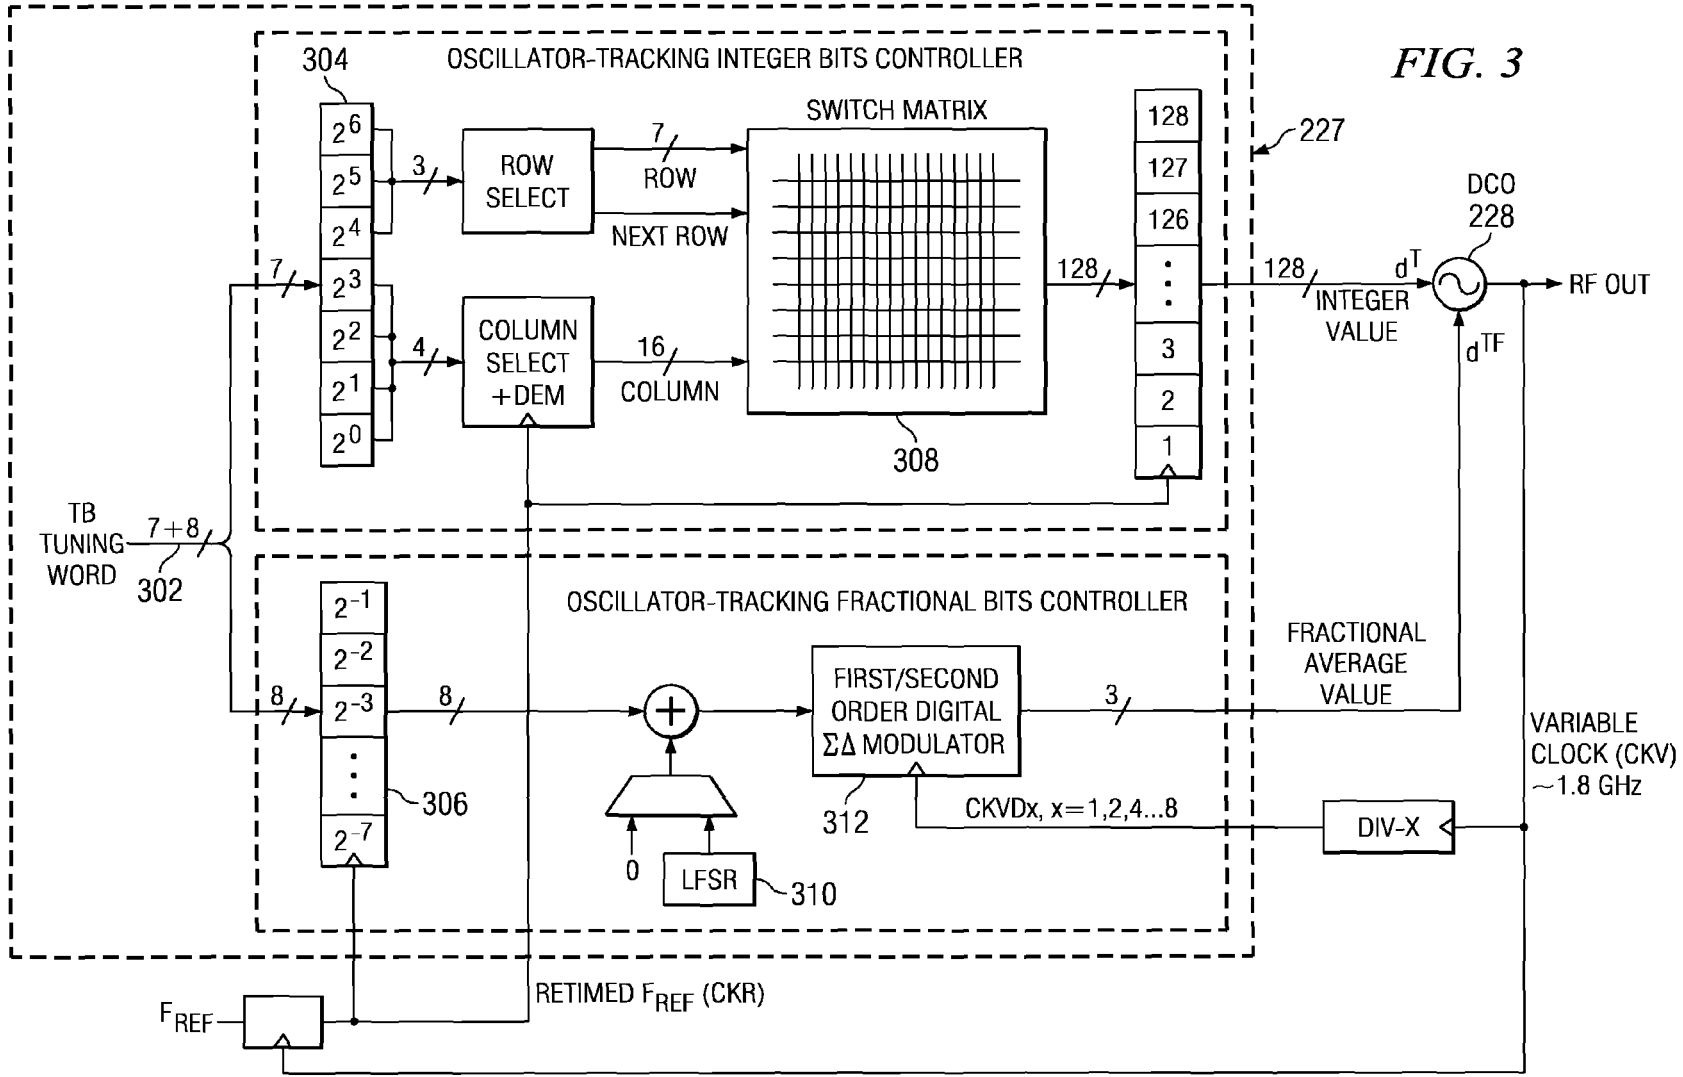 FIG. 3
OSCILLATOR-TRACKING INTEGER BITS CONTROLLER
304
2^6
2^5
2^4
2^3
2^2
2^1
2^0
7
3
4
ROW
SELECT
7
ROW
NEXT ROW
COLUMN
SELECT
+DEM
16
COLUMN
SWITCH MATRIX
308
128
128
127
126
3
2
1
227
128
d^T
INTEGER
VALUE
DCO
228
RF OUT
d^TF
TB
TUNING
WORD
7+8
302
OSCILLATOR-TRACKING FRACTIONAL BITS CONTROLLER
8
2^-1
2^-2
2^-3
2^-7
306
8
+
0
LFSR
310
FIRST/SECOND
ORDER DIGITAL
ΣΔ MODULATOR
312
3
FRACTIONAL
AVERAGE
VALUE
CKVDx, x=1,2,4...8
DIV-X
VARIABLE
CLOCK (CKV)
~1.8 GHz
F_REF
RETIMED F_REF (CKR)